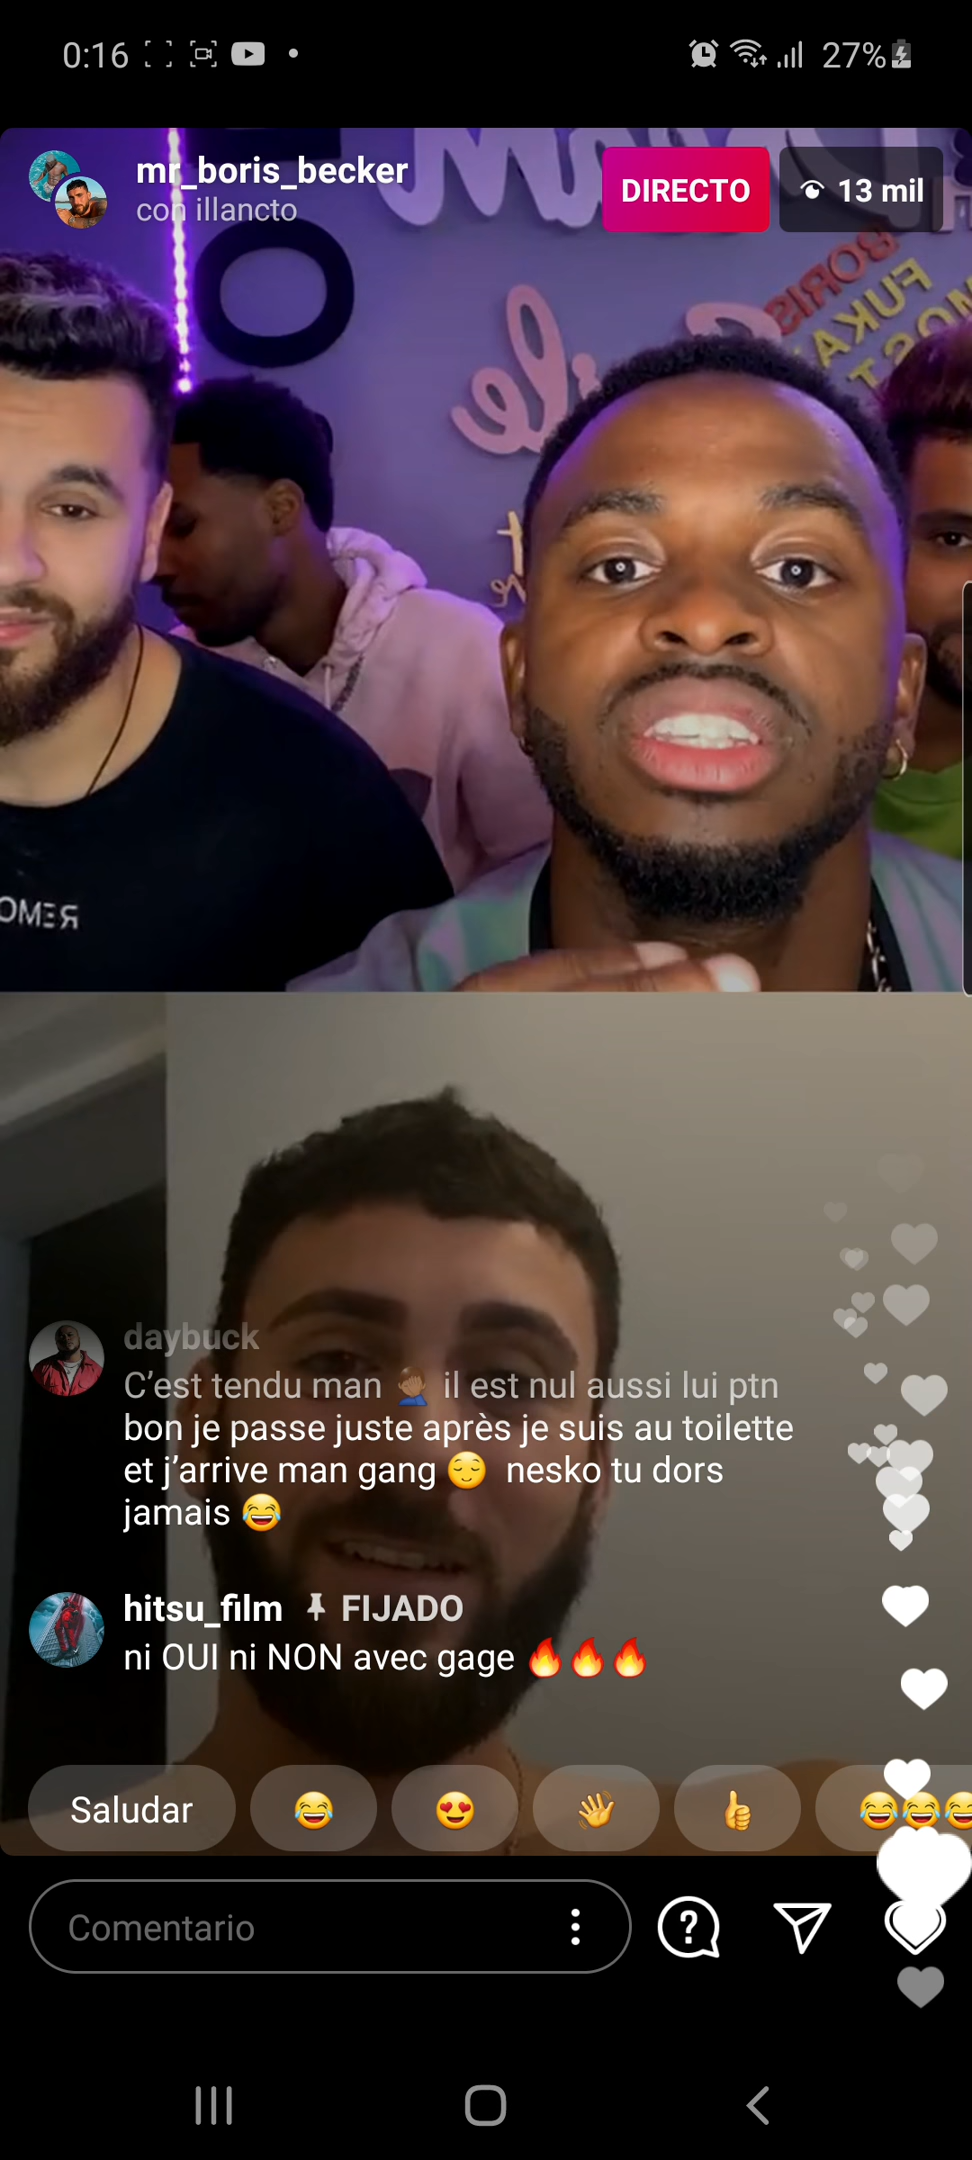 0:16
27%
mr_boris_becker
con illancto
DIRECTO
13 mil
BORIS
FUKA
OMER
daybuck
C’est tendu man 🤦🏽‍♂️ il est nul aussi lui ptn
bon je passe juste après je suis au toilette
et j’arrive man gang 😌 nesko tu dors
jamais 😂
hitsu_film FIJADO
ni OUI ni NON avec gage 🔥🔥🔥
Saludar 😂 😍 👋 👍 😂😂😂
Comentario